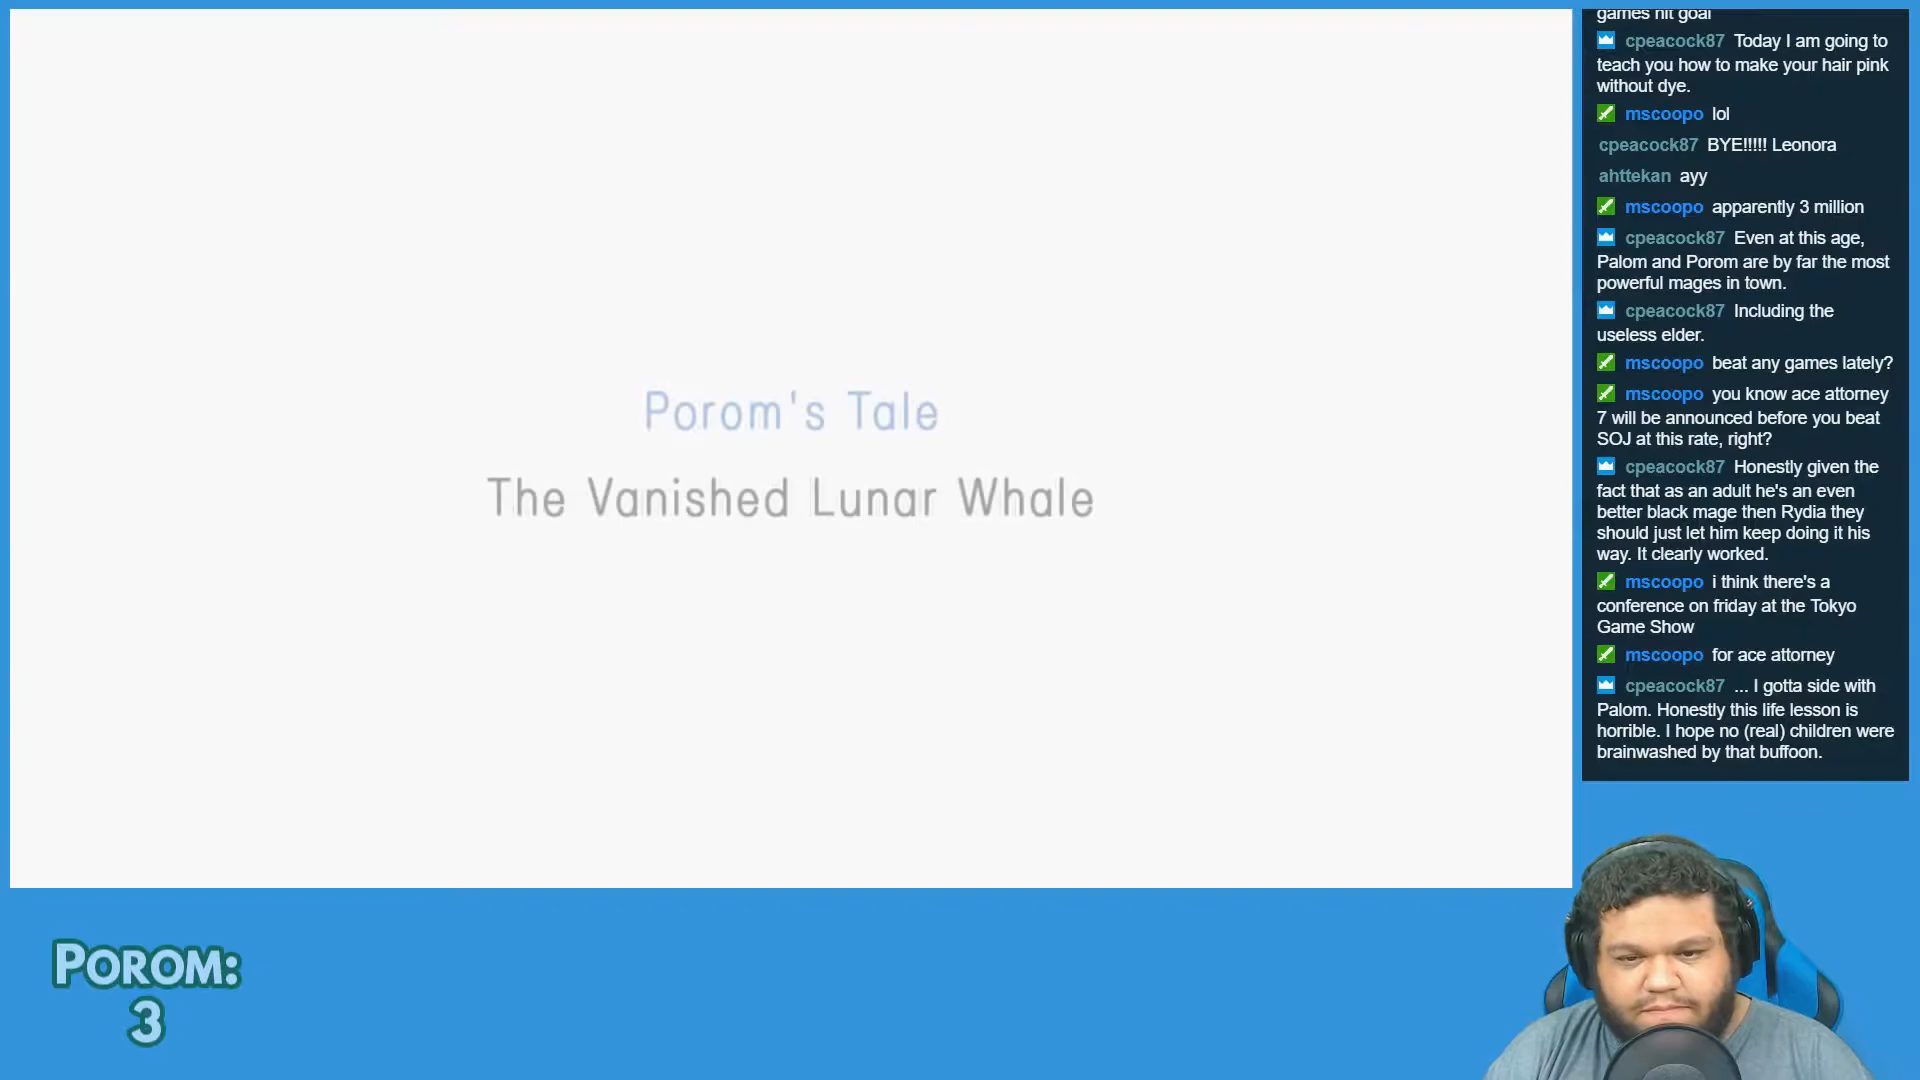 Porom's Tale
The Vanished Lunar Whale
games hit goal
cpeacock87 Today I am going to
teach you how to make your hair pink
without dye.
mscoopo lol
cpeacock87 BYE!!!!! Leonora
ahttekan ayy
mscoopo apparently 3 million
cpeacock87 Even at this age,
Palom and Porom are by far the most
powerful mages in town.
cpeacock87 Including the
useless elder.
mscoopo beat any games lately?
mscoopo you know ace attorney
7 will be announced before you beat
SOJ at this rate, right?
cpeacock87 Honestly given the
fact that as an adult he's an even
better black mage then Rydia they
should just let him keep doing it his
way. It clearly worked.
mscoopo i think there's a
conference on friday at the Tokyo
Game Show
mscoopo for ace attorney
cpeacock87 ... I gotta side with
Palom. Honestly this life lesson is
horrible. I hope no (real) children were
brainwashed by that buffoon.
POROM:
3